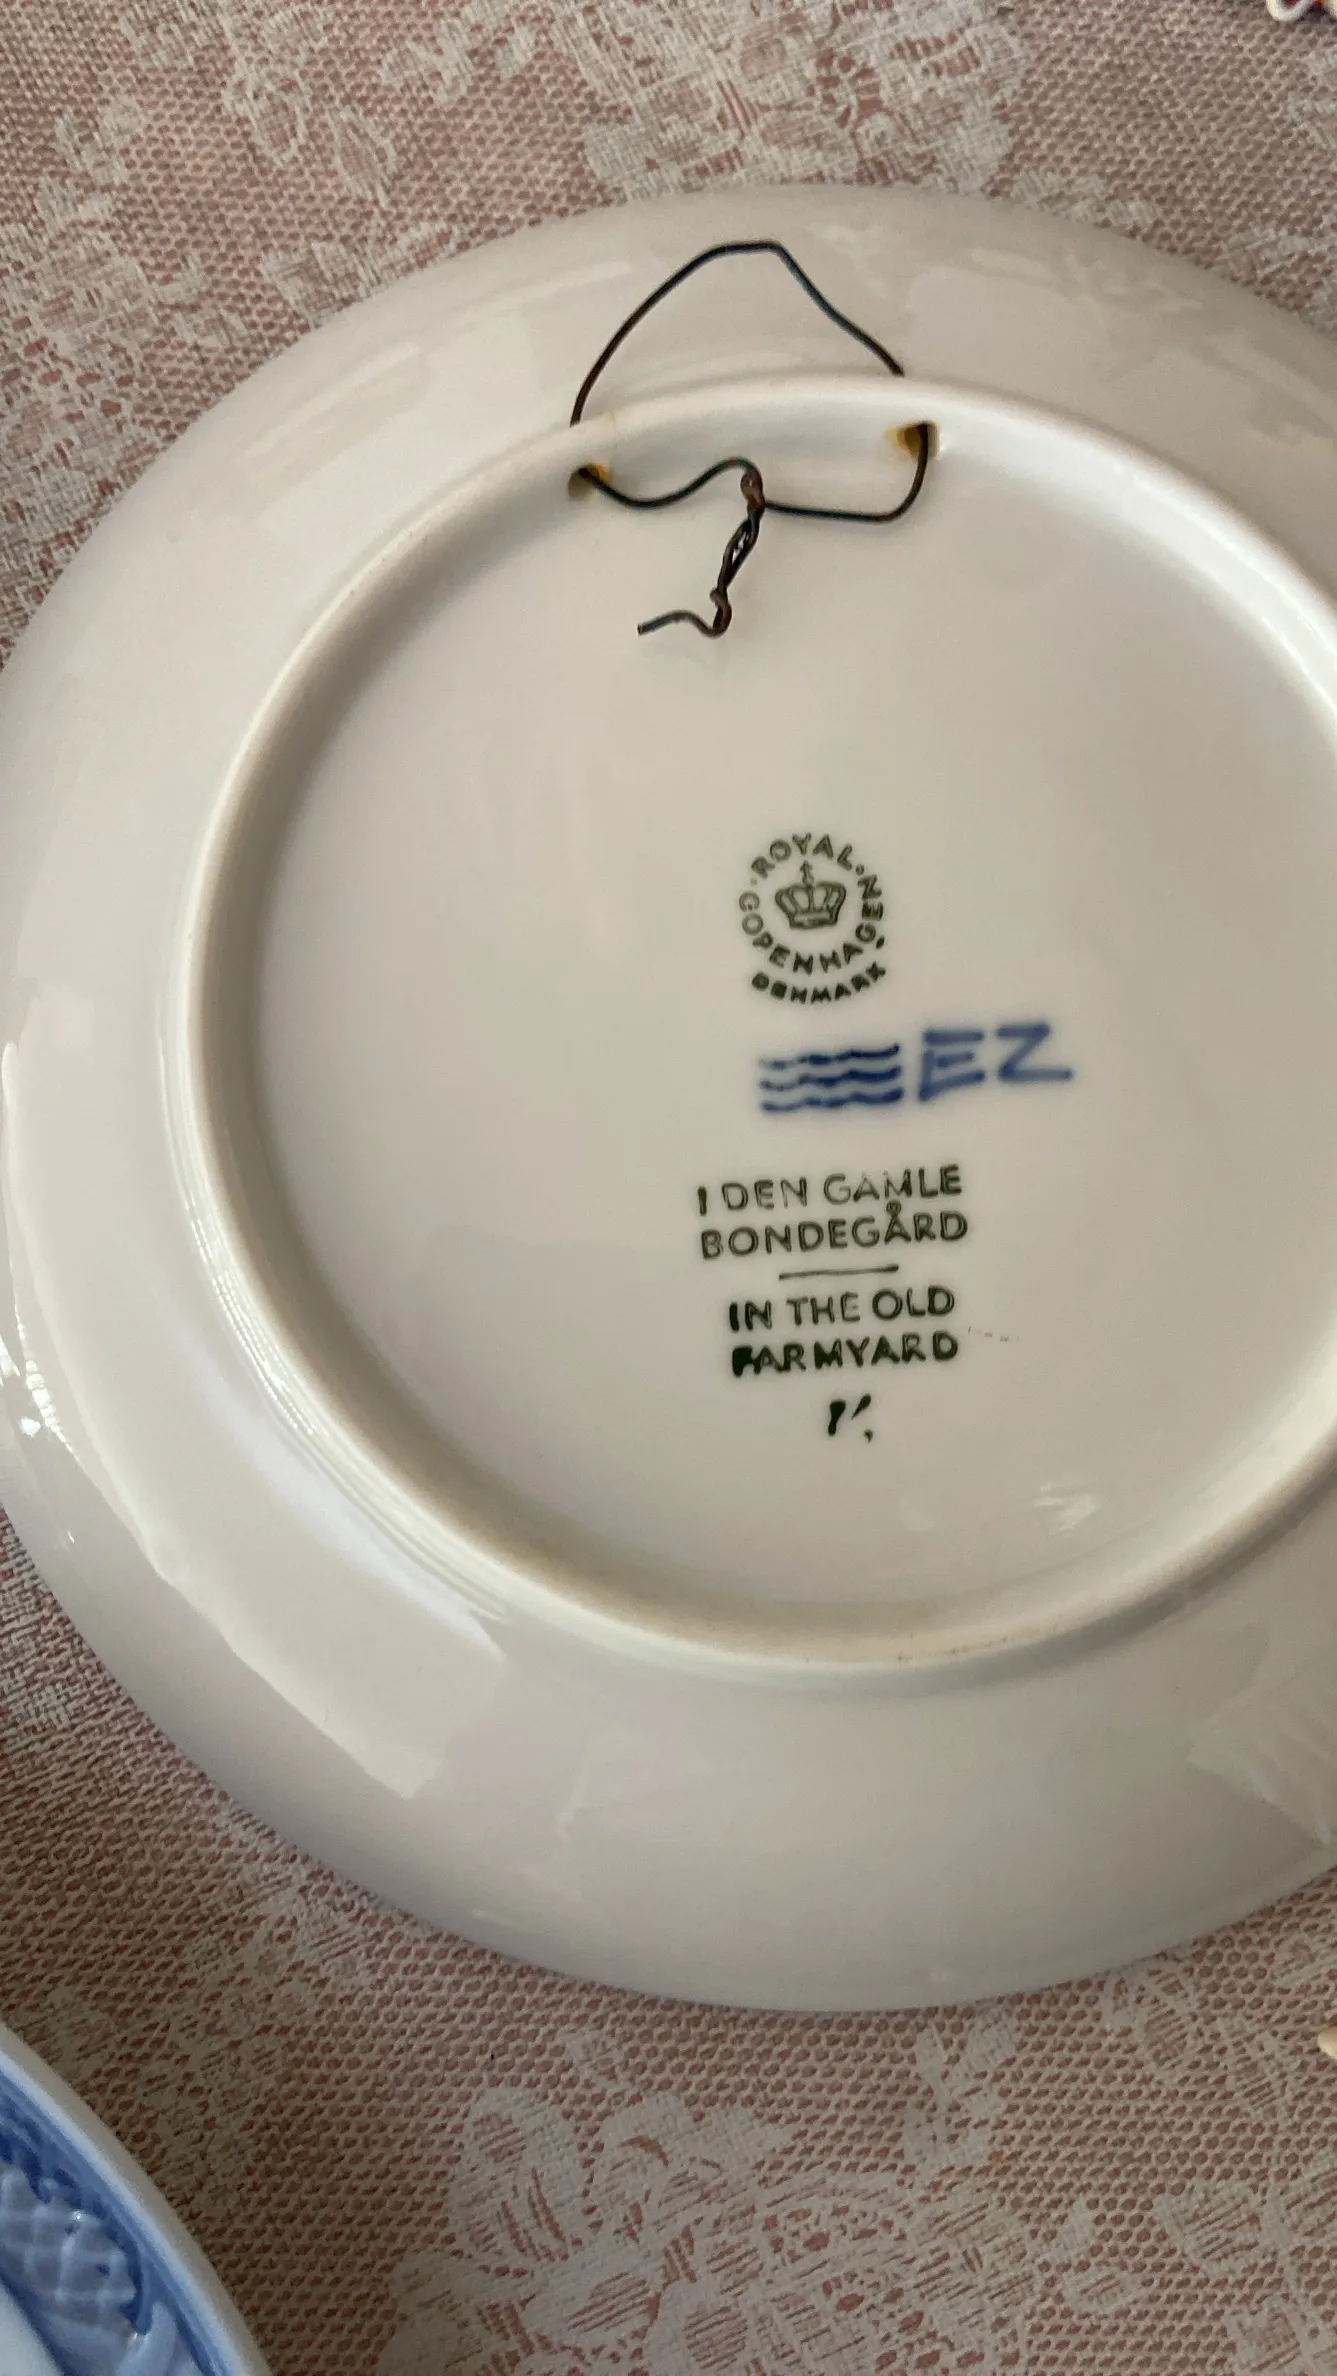 ROYAL
COPENHAGEN
DENMARK
EZ
I DEN GAMLE
BONDEGÅRD
IN THE OLD
FARMYARD